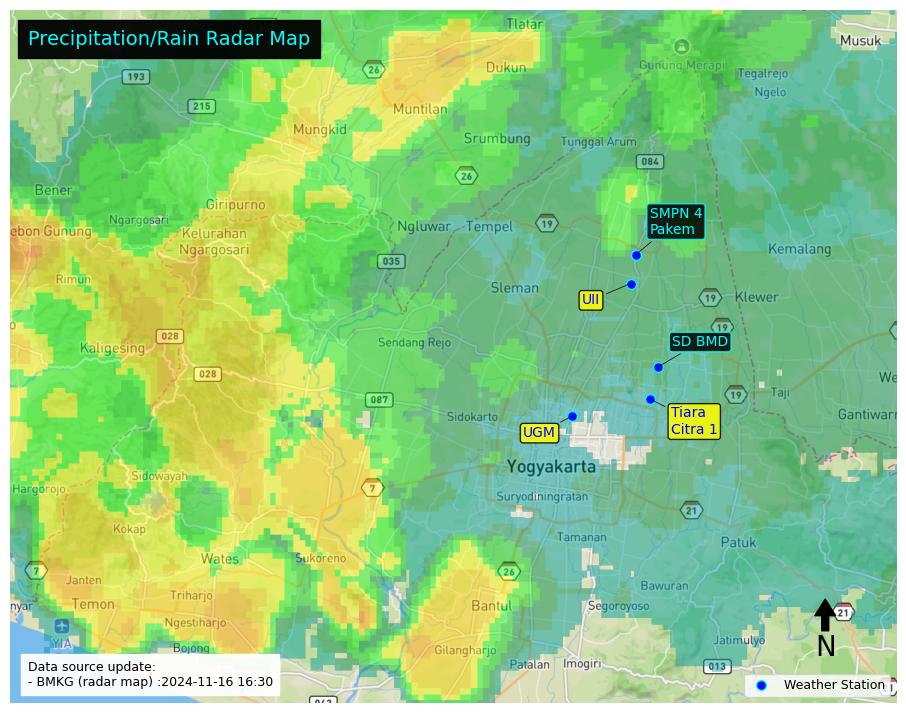 Precipitation/Rain Radar Map
Tlatar
Musuk
Dukun
26
193
Gunung Merapi
Tegalrejo
Ngelo
215
Muntilan
Mungkid
Srumbung
Tunggal Arum
084
26
Bener
Giripurno
Ngargosari
SMPN 4
Pakem
Ngluwar
Tempel
19
ebon Gunung
Kelurahan
Ngargosari
Kemalang
035
Rimun
Sleman
UII
19
Klewer
19
028
Kaligesing
Sendang Rejo
SD BMD
028
We
Taji
087
19
Sidokarto
Tiara
Citra 1
Gantiwarr
UGM
Yogyakarta
Sidowayah
Hargorojo
7
Suryodiningratan
21
Kokap
Tamanan
Patuk
Wates
Sukoreno
7
26
Janten
Bawuran
Temon
Triharjo
Bantul
Segoroyoso
nyar
21
Ngestiharjo
YIA
Jatimulyo
N
Bojong
Gilangharjo
Patalan
Imogiri
013
Data source update:
- BMKG (radar map) :2024-11-16 16:30
Weather Station